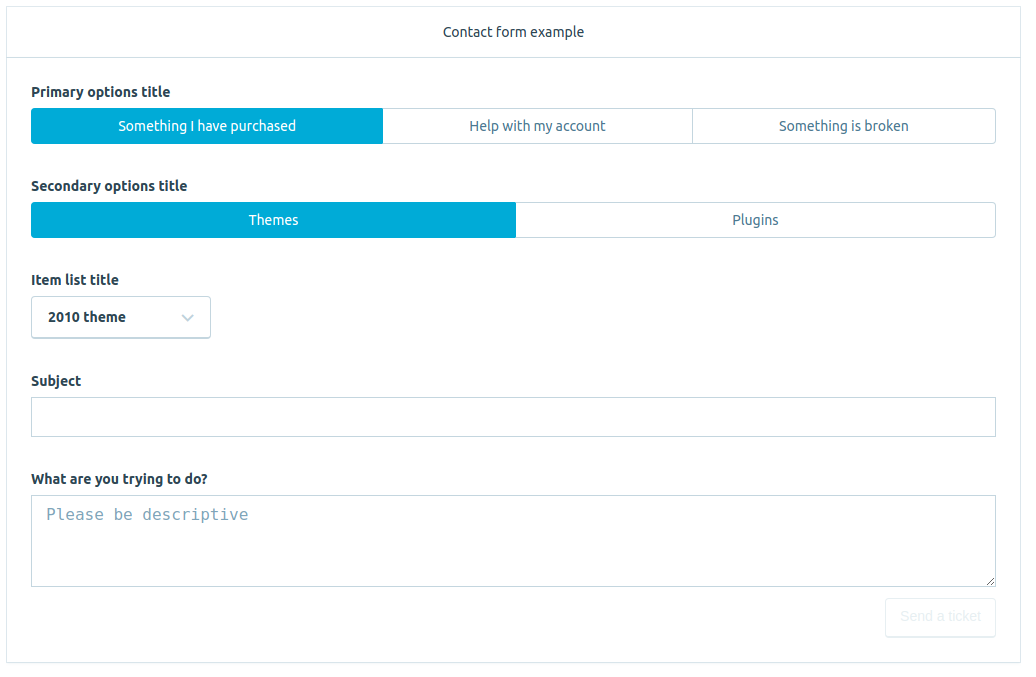 Contact form example
Primary options title
Something I have purchased Help with my account Something is broken
Secondary options title
Themes Plugins
Item list title
2010 theme
Subject
What are you trying to do?
Please be descriptive
Send a ticket